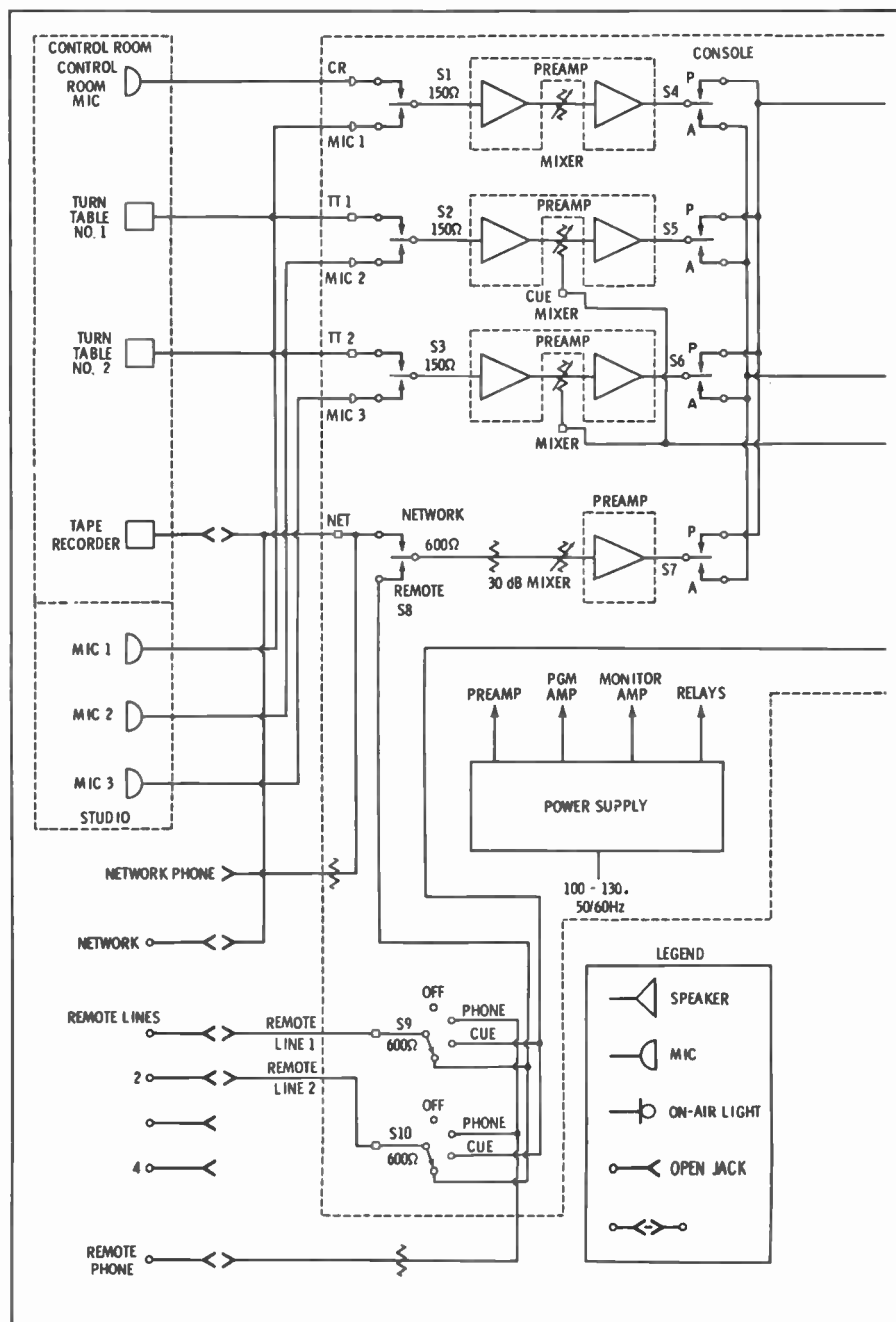 CONTROL ROOM
CONTROL
ROOM
MIC
TURN
TABLE
NO. 1
TURN
TABLE
NO. 2
TAPE
RECORDER
MIC 1
MIC 2
MIC 3
STUDIO
NETWORK PHONE
NETWORK
REMOTE LINES
2
4
REMOTE
PHONE
CR
MIC 1
TT 1
MIC 2
TT 2
MIC 3
NET
S1
150Ω
S2
150Ω
S3
150Ω
NETWORK
600Ω
REMOTE
S8
CONSOLE
PREAMP
MIXER
PREAMP
CUE
MIXER
PREAMP
MIXER
PREAMP
30 dB MIXER
S4
P
A
S5
P
A
S6
P
A
S7
P
A
PREAMP
PGM
AMP
MONITOR
AMP
RELAYS
POWER SUPPLY
100 - 130.
50/60Hz
REMOTE
LINE 1
REMOTE
LINE 2
S9
600Ω
OFF
PHONE
CUE
S10
600Ω
OFF
PHONE
CUE
LEGEND
SPEAKER
MIC
ON-AIR LIGHT
OPEN JACK